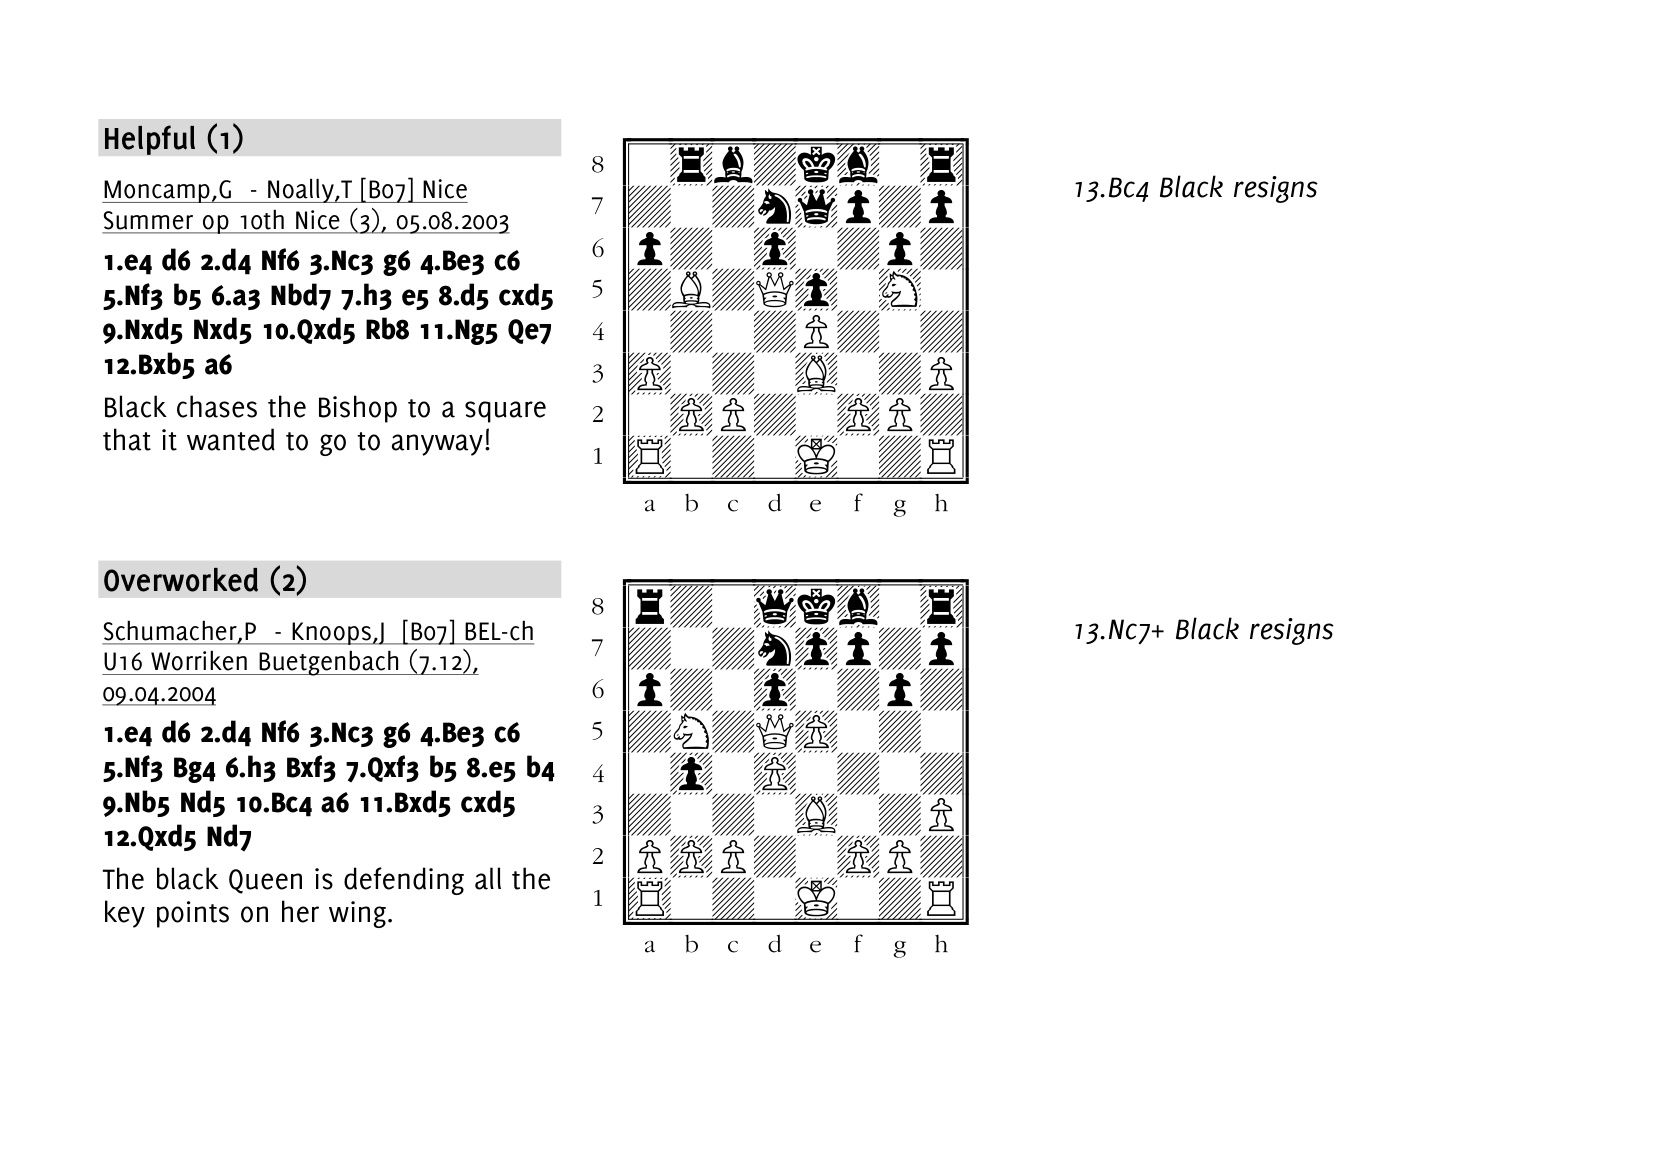 Helpful (1)
Moncamp,G - Noally,T [B07] Nice
Summer op 10th Nice (3), 05.08.2003
1.e4 d6 2.d4 Nf6 3.Nc3 g6 4.Be3 c6
5.Nf3 b5 6.a3 Nbd7 7.h3 e5 8.d5 cxd5
9.Nxd5 Nxd5 10.Qxd5 Rb8 11.Ng5 Qe7
12.Bxb5 a6
Black chases the Bishop to a square
that it wanted to go to anyway!
8
7
6
5
4
3
2
1
a b c d e f g h
13.Bc4 Black resigns
Overworked (2)
Schumacher,P - Knoops,J [B07] BEL-ch
U16 Worriken Buetgenbach (7.12),
09.04.2004
1.e4 d6 2.d4 Nf6 3.Nc3 g6 4.Be3 c6
5.Nf3 Bg4 6.h3 Bxf3 7.Qxf3 b5 8.e5 b4
9.Nb5 Nd5 10.Bc4 a6 11.Bxd5 cxd5
12.Qxd5 Nd7
The black Queen is defending all the
key points on her wing.
8
7
6
5
4
3
2
1
a b c d e f g h
13.Nc7+ Black resigns